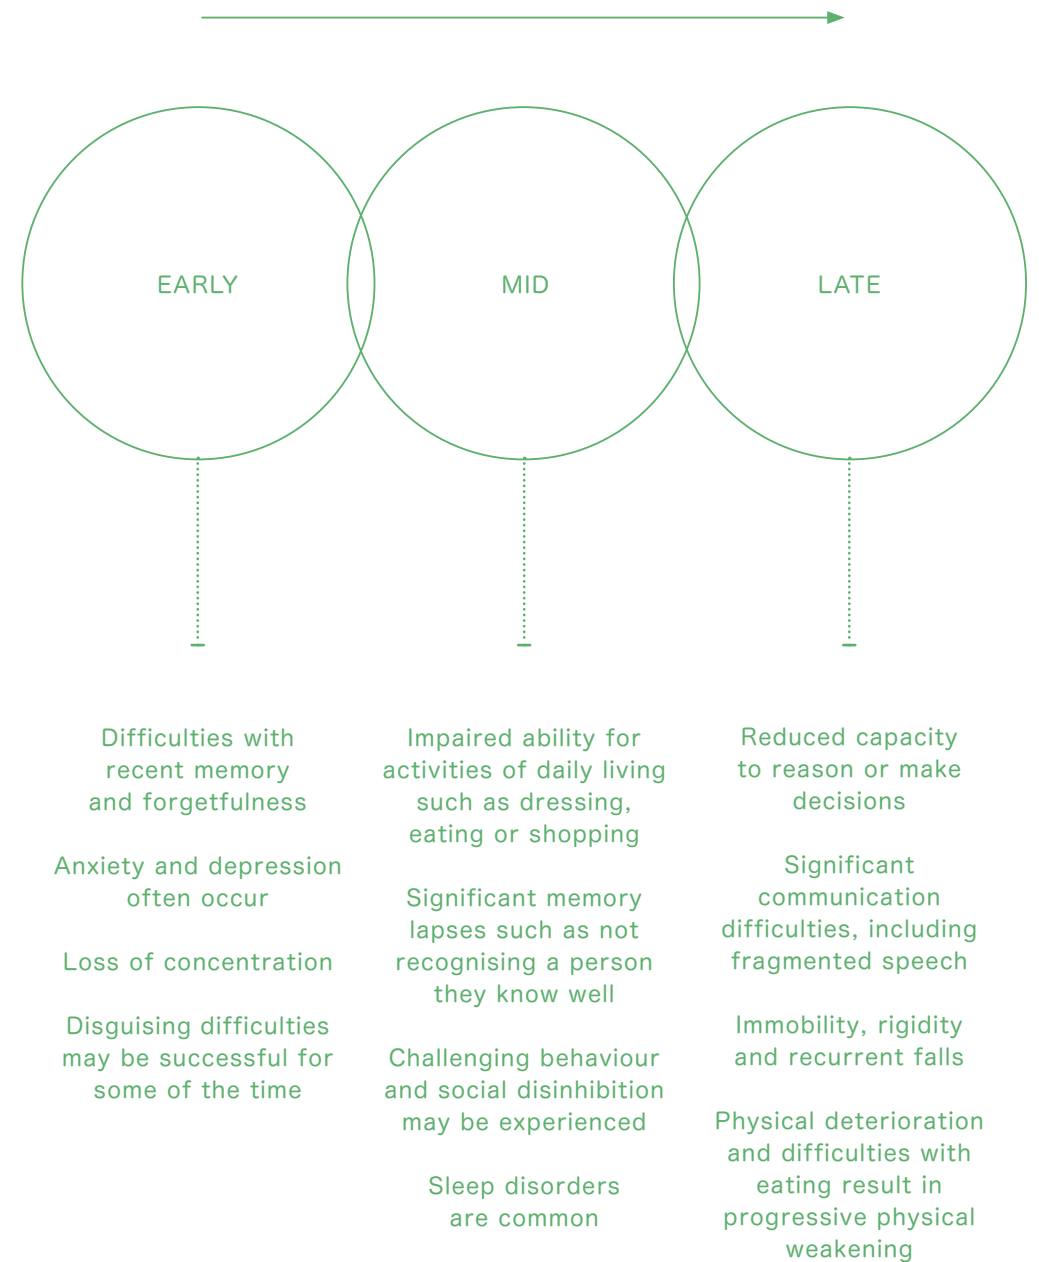 EARLY
MID
LATE
Difficulties with
recent memory
and forgetfulness
Anxiety and depression
often occur
Loss of concentration
Disguising difficulties
may be successful for
some of the time
Impaired ability for
activities of daily living
such as dressing,
eating or shopping
Significant memory
lapses such as not
recognising a person
they know well
Challenging behaviour
and social disinhibition
may be experienced
Sleep disorders
are common
Reduced capacity
to reason or make
decisions
Significant
communication
difficulties, including
fragmented speech
Immobility, rigidity
and recurrent falls
Physical deterioration
and difficulties with
eating result in
progressive physical
weakening